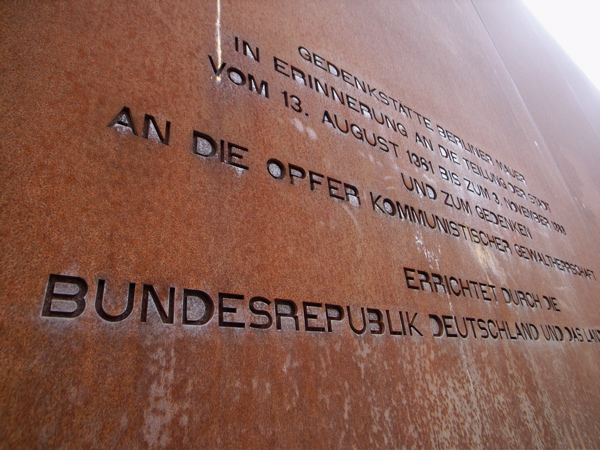 GEDENKSTÄTTE BERLINER MAUER
IN ERINNERUNG AN DIE TEILUNG DER STADT
VOM 13. AUGUST 1961 BIS ZUM 9. NOVEMBER 1989
UND ZUM GEDENKEN
AN DIE OPFER KOMMUNISTISCHER GEWALTHERRSCHAFT
ERRICHTET DURCH DIE
BUNDESREPUBLIK DEUTSCHLAND UND DAS